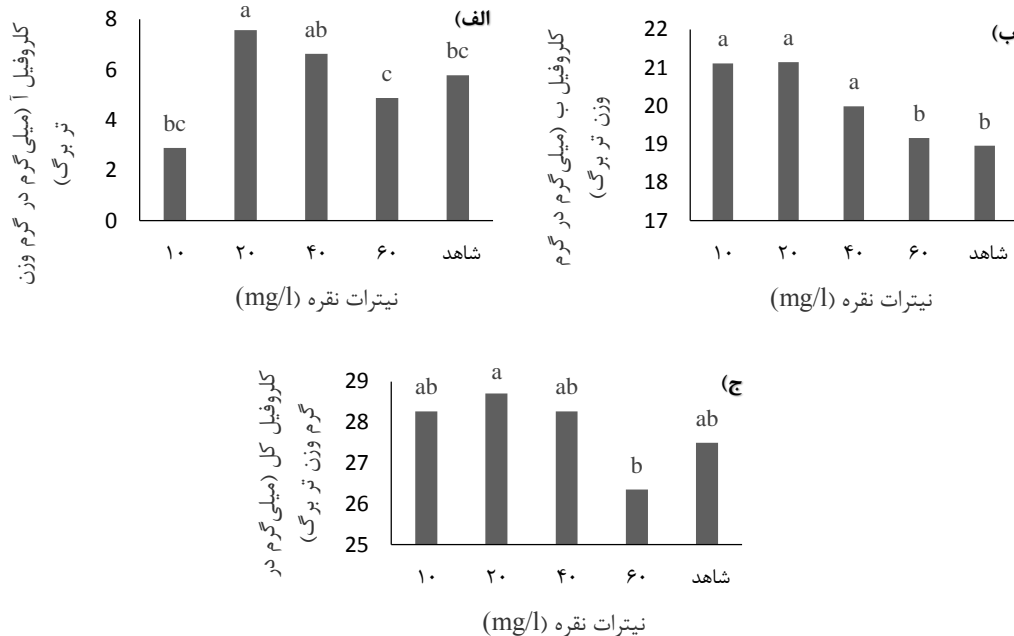 الف)
کلروفیل آ (میلی‌گرم در گرم وزن
تر برگ)
8
6
4
2
0
bc
a
ab
c
bc
۱۰ ۲۰ ۴۰ ۶۰ شاهد
نیترات نقره (mg/l)
ب)
کلروفیل ب (میلی‌گرم در گرم
وزن تر برگ)
22
21
20
19
18
17
a
a
a
b
b
۱۰ ۲۰ ۴۰ ۶۰ شاهد
نیترات نقره (mg/l)
ج)
کلروفیل کل (میلی‌گرم در
گرم وزن تر برگ)
29
28
27
26
25
ab
a
ab
b
ab
۱۰ ۲۰ ۴۰ ۶۰ شاهد
نیترات نقره (mg/l)